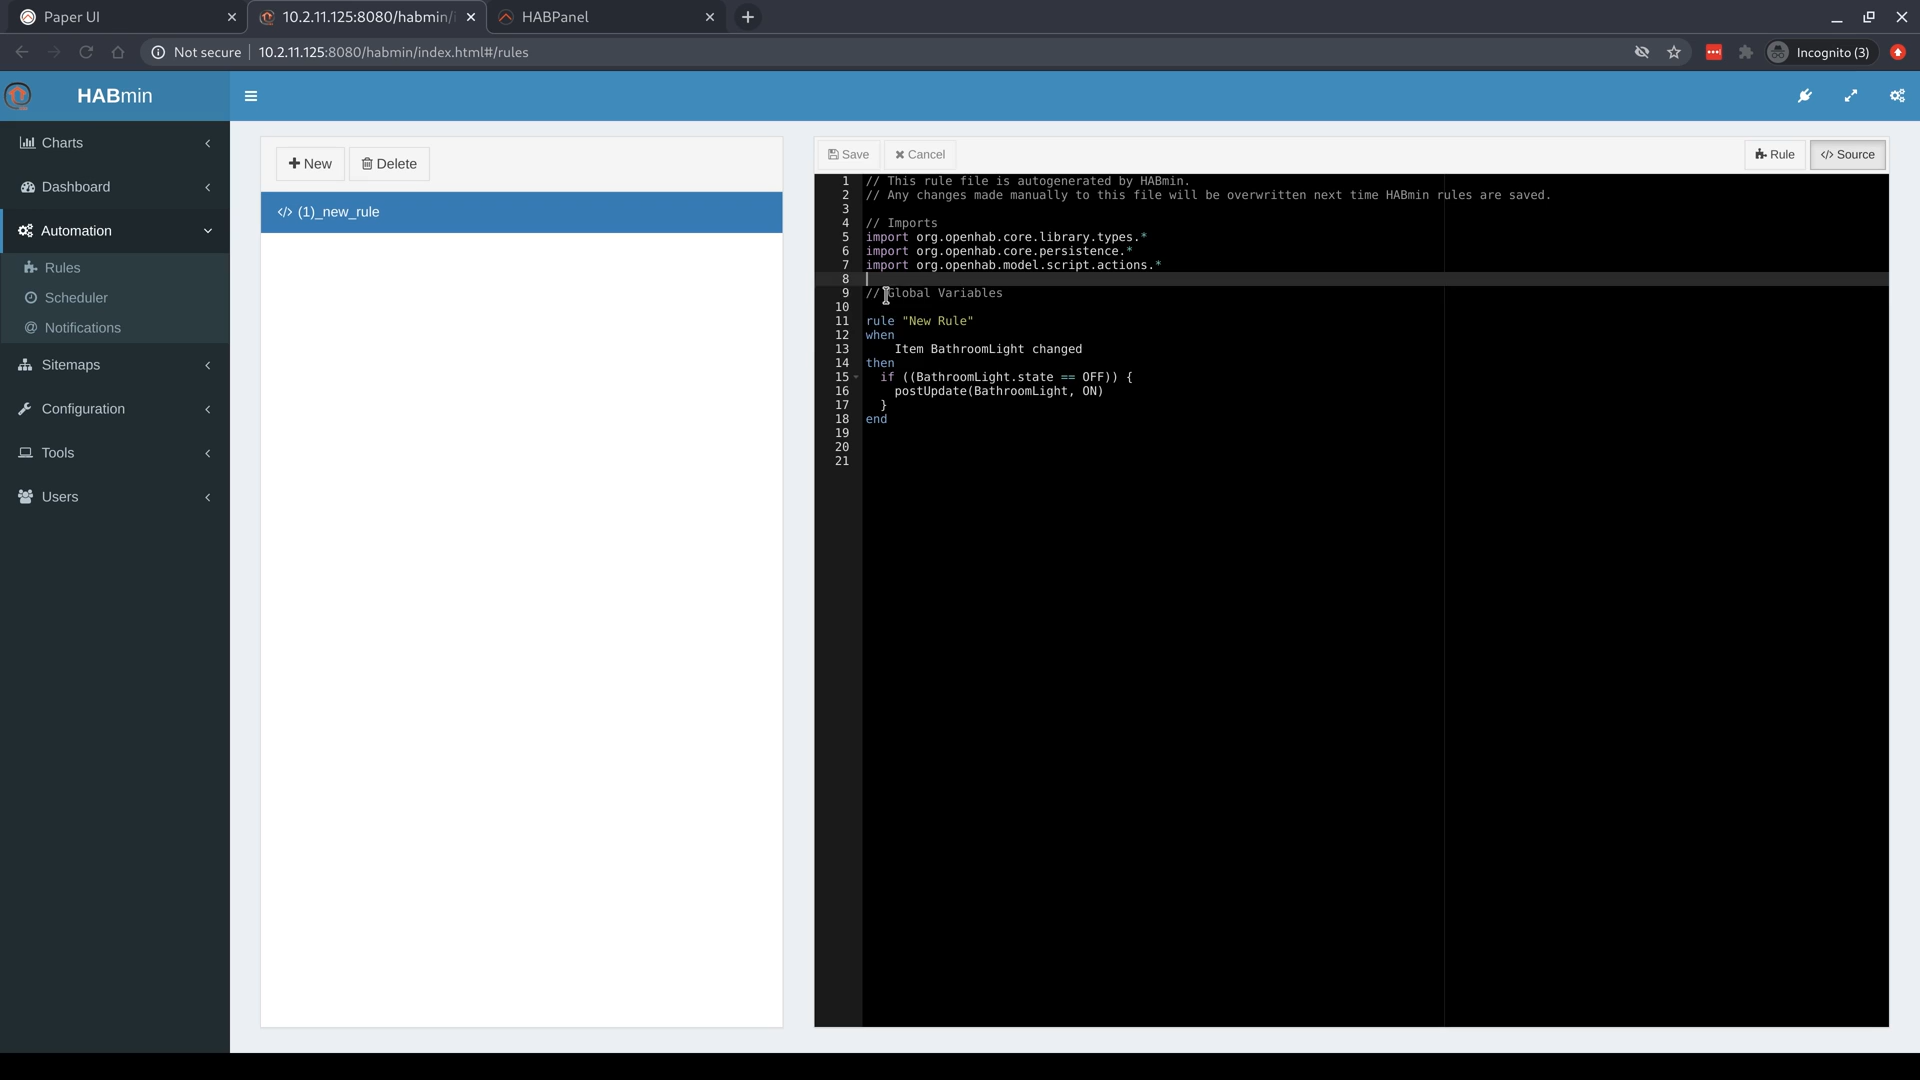 Paper UI
10.2.11.125:8080/habmin/i
HABPanel
Not secure
10.2.11.125:8080/habmin/index.html#/rules
Incognito (3)
HABmin
Charts
Dashboard
Automation
Rules
Scheduler
Notifications
Sitemaps
Configuration
Tools
Users
New
Delete
(1)_new_rule
Save
Cancel
Rule
</> Source
1 // This rule file is autogenerated by HABmin.
2 // Any changes made manually to this file will be overwritten next time HABmin rules are saved.
3
4 // Imports
5 import org.openhab.core.library.types.*
6 import org.openhab.core.persistence.*
7 import org.openhab.model.script.actions.*
8
9 // Global Variables
10
11 rule "New Rule"
12 when
13 Item BathroomLight changed
14 then
15 if ((BathroomLight.state == OFF)) {
16 postUpdate(BathroomLight, ON)
17 }
18 end
19
20
21